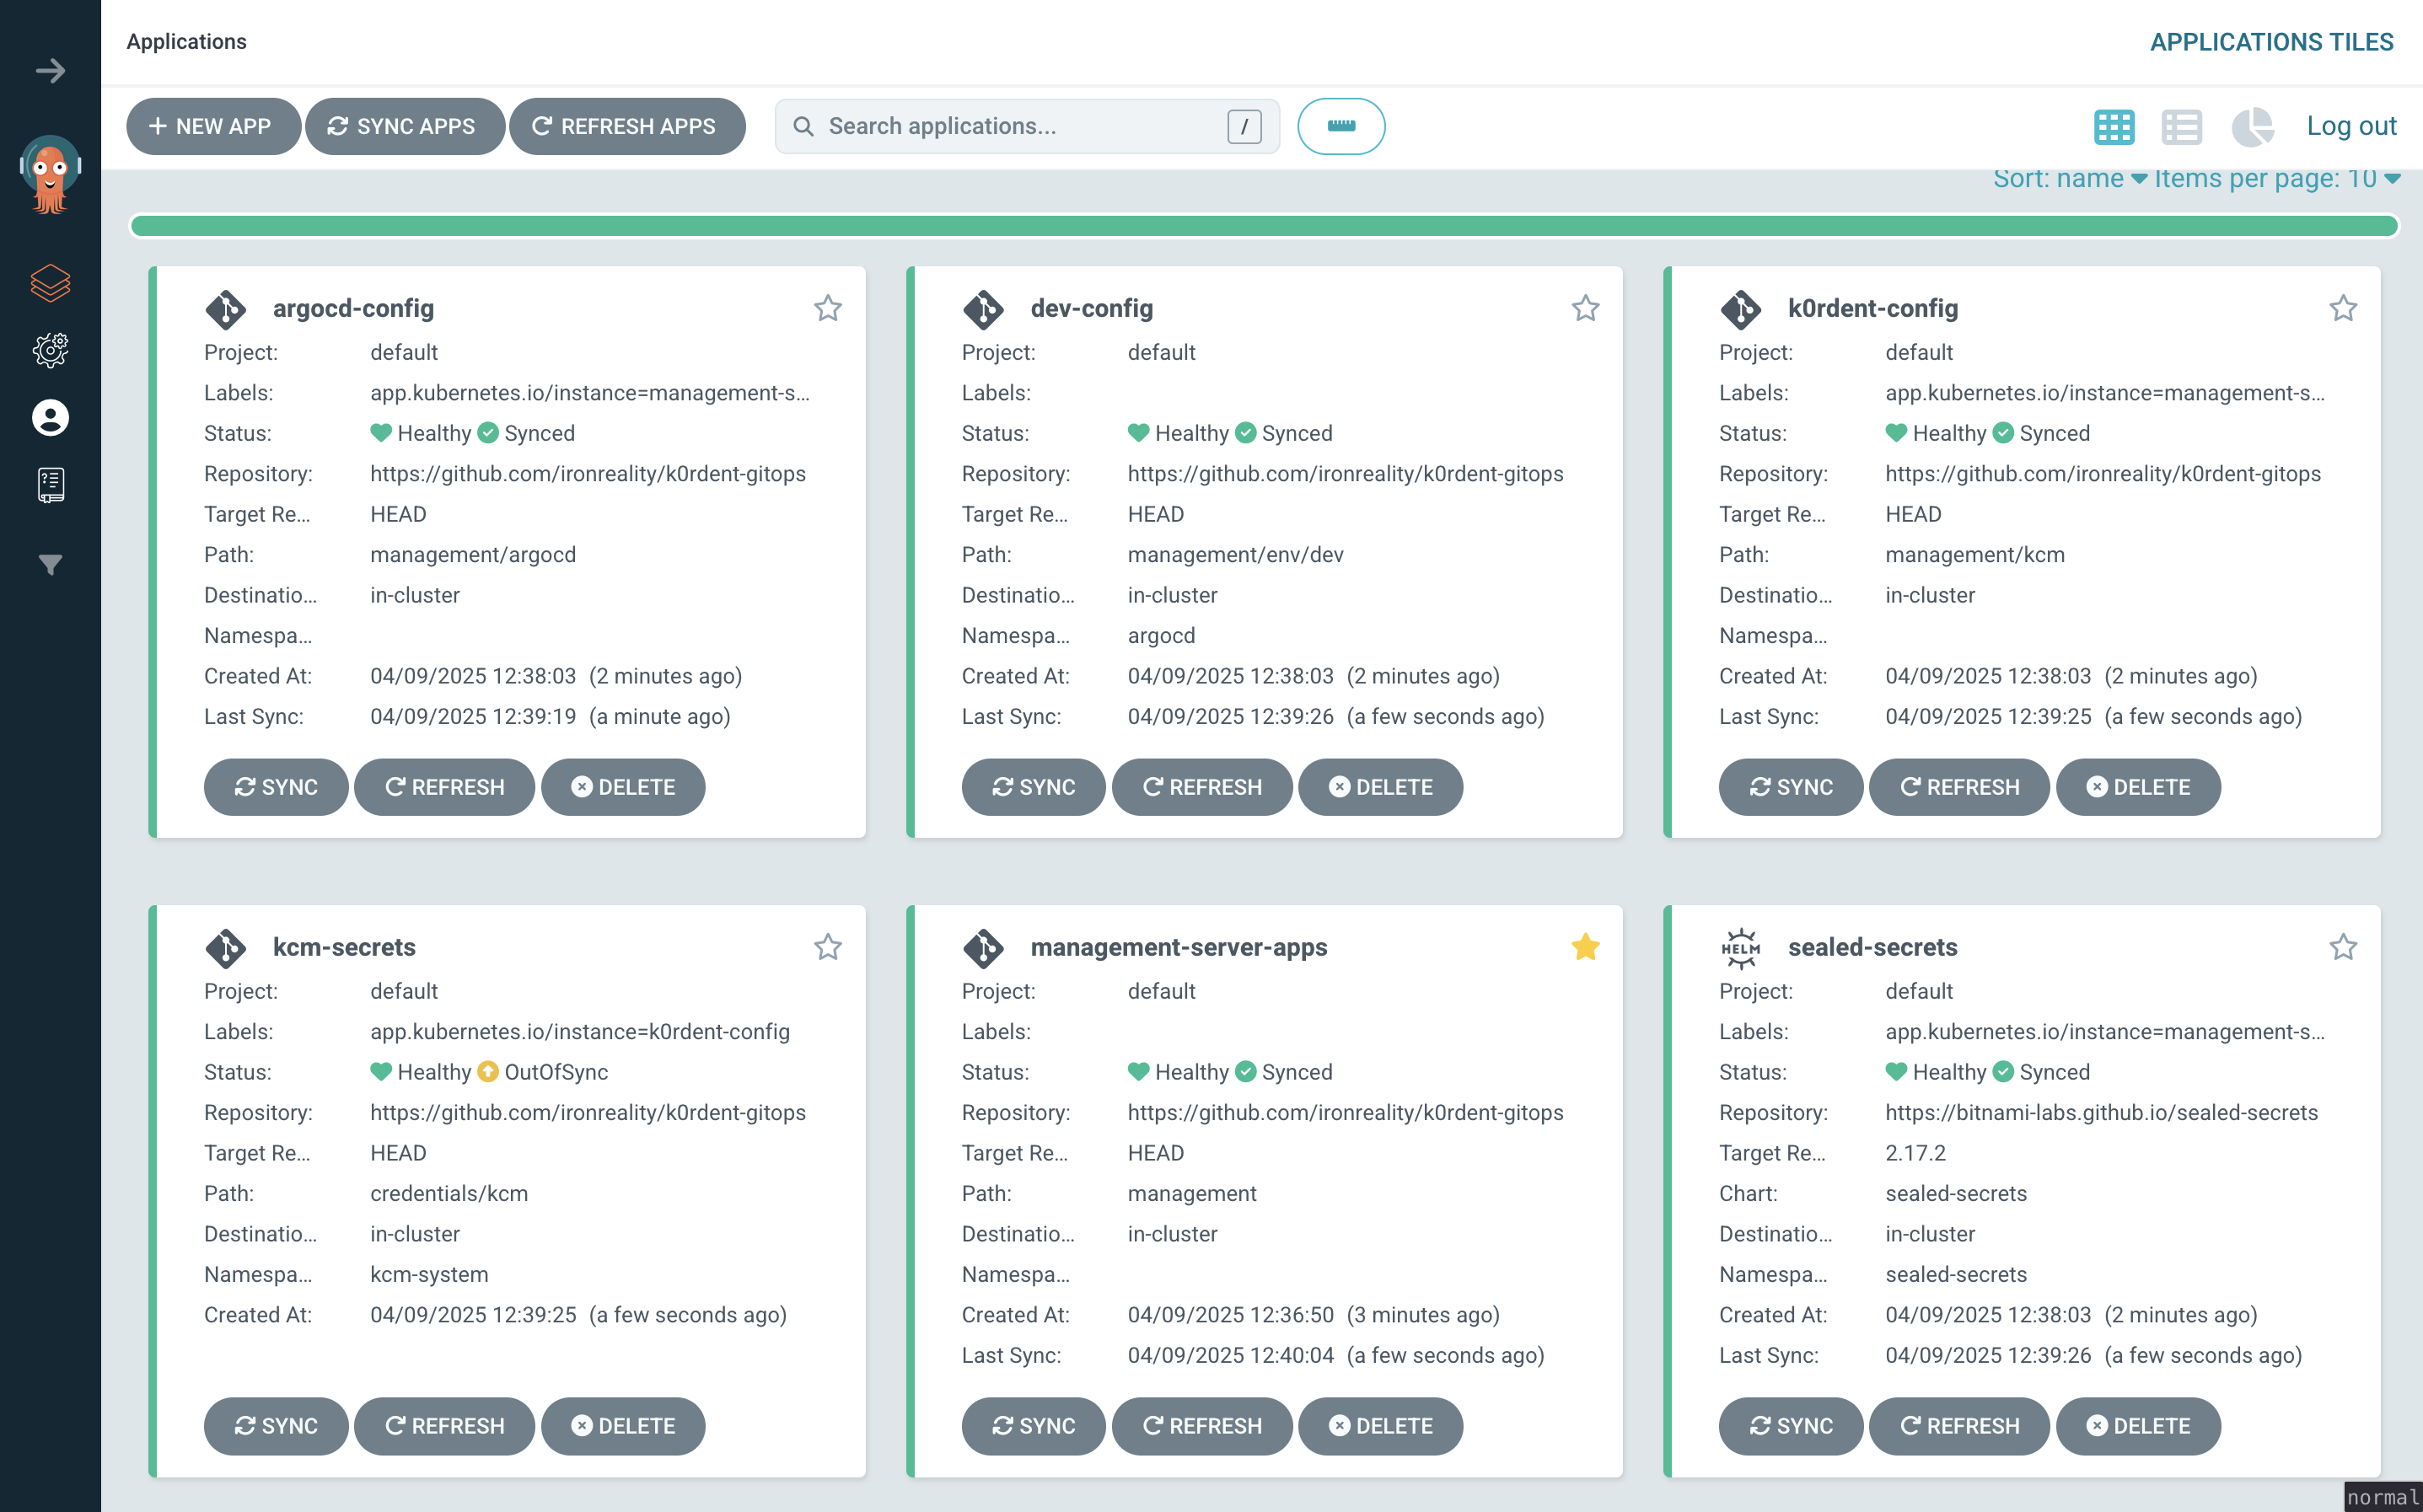 Applications
APPLICATIONS TILES
NEW APP
SYNC APPS
REFRESH APPS
Search applications...
/
Log out
Sort: name
Items per page: 10
argocd-config
Project: default
Labels: app.kubernetes.io/instance=management-s...
Status: Healthy Synced
Repository: https://github.com/ironreality/k0rdent-gitops
Target Re... HEAD
Path: management/argocd
Destinatio... in-cluster
Namespa...
Created At: 04/09/2025 12:38:03 (2 minutes ago)
Last Sync: 04/09/2025 12:39:19 (a minute ago)
SYNC REFRESH DELETE
dev-config
Project: default
Labels:
Status: Healthy Synced
Repository: https://github.com/ironreality/k0rdent-gitops
Target Re... HEAD
Path: management/env/dev
Destinatio... in-cluster
Namespa... argocd
Created At: 04/09/2025 12:38:03 (2 minutes ago)
Last Sync: 04/09/2025 12:39:26 (a few seconds ago)
SYNC REFRESH DELETE
k0rdent-config
Project: default
Labels: app.kubernetes.io/instance=management-s...
Status: Healthy Synced
Repository: https://github.com/ironreality/k0rdent-gitops
Target Re... HEAD
Path: management/kcm
Destinatio... in-cluster
Namespa...
Created At: 04/09/2025 12:38:03 (2 minutes ago)
Last Sync: 04/09/2025 12:39:25 (a few seconds ago)
SYNC REFRESH DELETE
kcm-secrets
Project: default
Labels: app.kubernetes.io/instance=k0rdent-config
Status: Healthy OutOfSync
Repository: https://github.com/ironreality/k0rdent-gitops
Target Re... HEAD
Path: credentials/kcm
Destinatio... in-cluster
Namespa... kcm-system
Created At: 04/09/2025 12:39:25 (a few seconds ago)
SYNC REFRESH DELETE
management-server-apps
Project: default
Labels:
Status: Healthy Synced
Repository: https://github.com/ironreality/k0rdent-gitops
Target Re... HEAD
Path: management
Destinatio... in-cluster
Namespa...
Created At: 04/09/2025 12:36:50 (3 minutes ago)
Last Sync: 04/09/2025 12:40:04 (a few seconds ago)
SYNC REFRESH DELETE
HELM
sealed-secrets
Project: default
Labels: app.kubernetes.io/instance=management-s...
Status: Healthy Synced
Repository: https://bitnami-labs.github.io/sealed-secrets
Target Re... 2.17.2
Chart: sealed-secrets
Destinatio... in-cluster
Namespa... sealed-secrets
Created At: 04/09/2025 12:38:03 (2 minutes ago)
Last Sync: 04/09/2025 12:39:26 (a few seconds ago)
SYNC REFRESH DELETE
normal